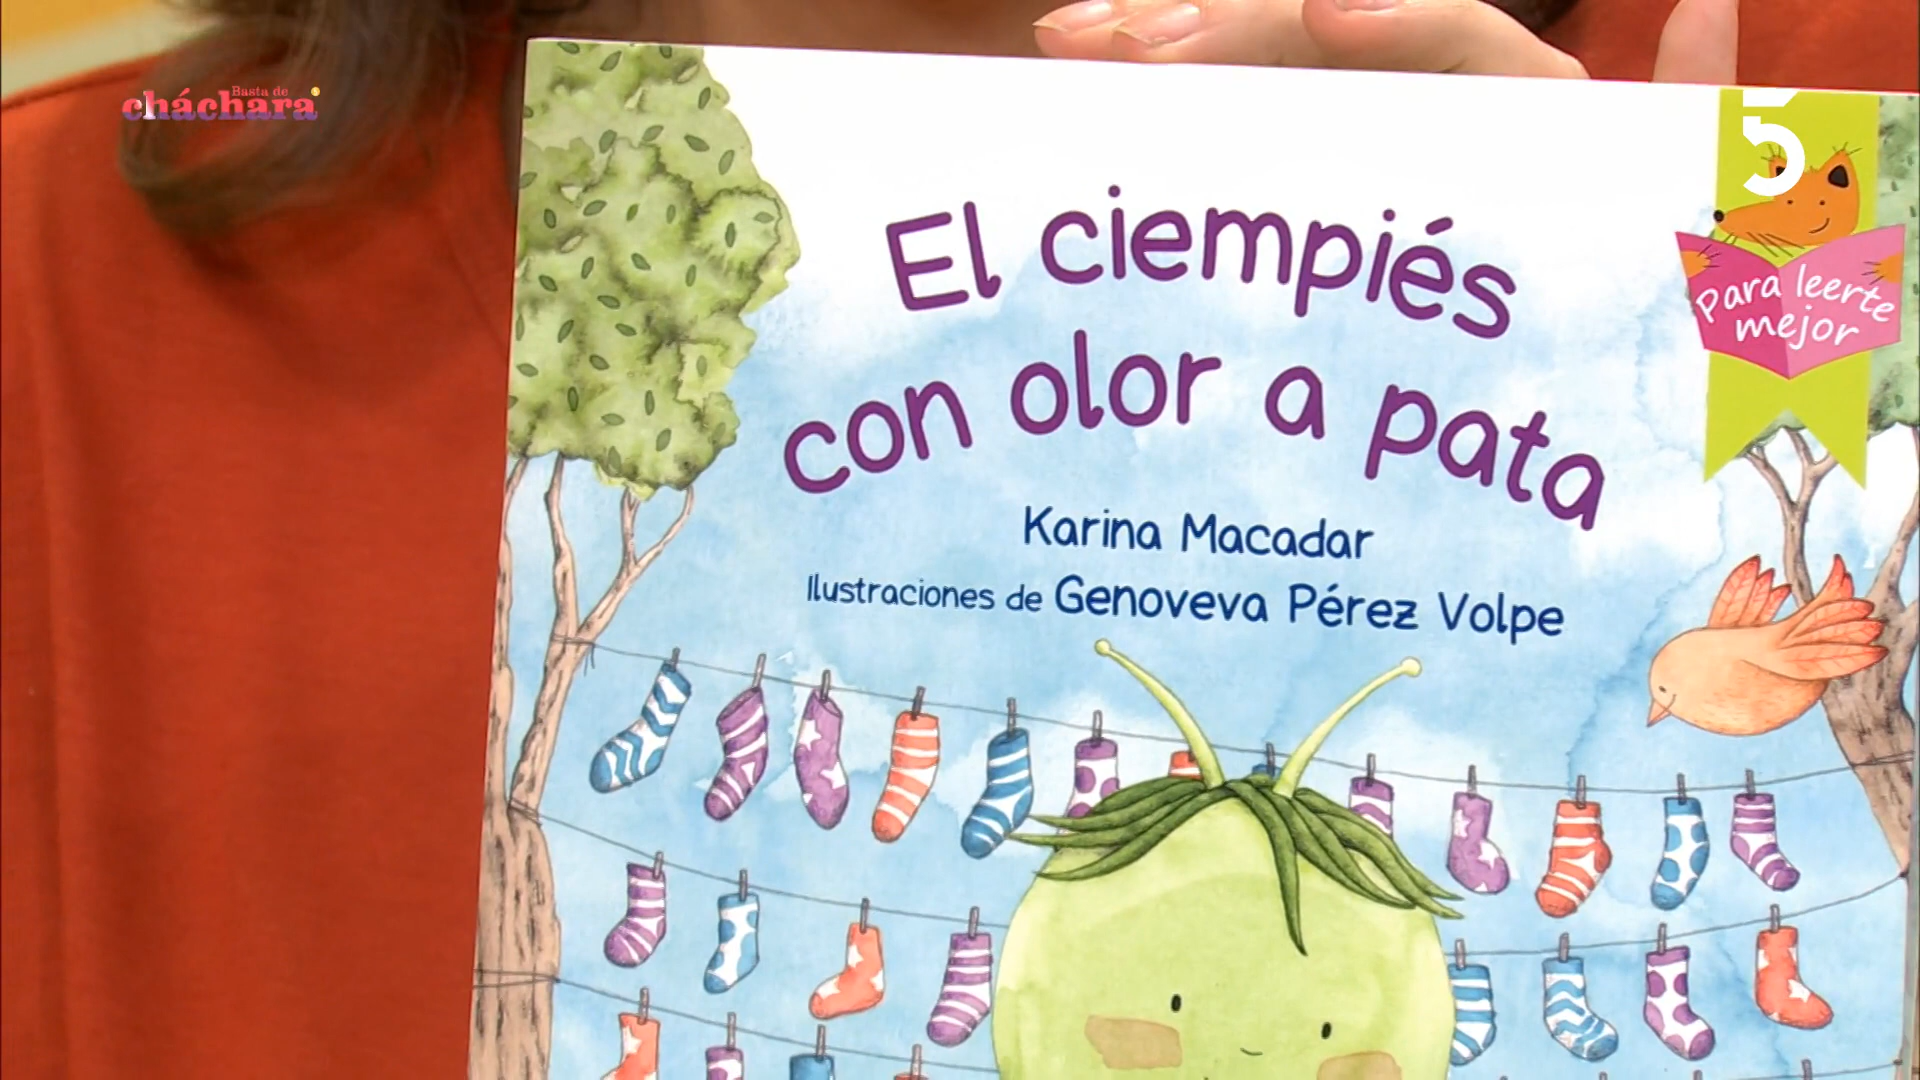 Basta de
cháchara
5
El ciempiés
con olor a pata
Karina Macadar
Ilustraciones de Genoveva Pérez Volpe
Para leerte
mejor